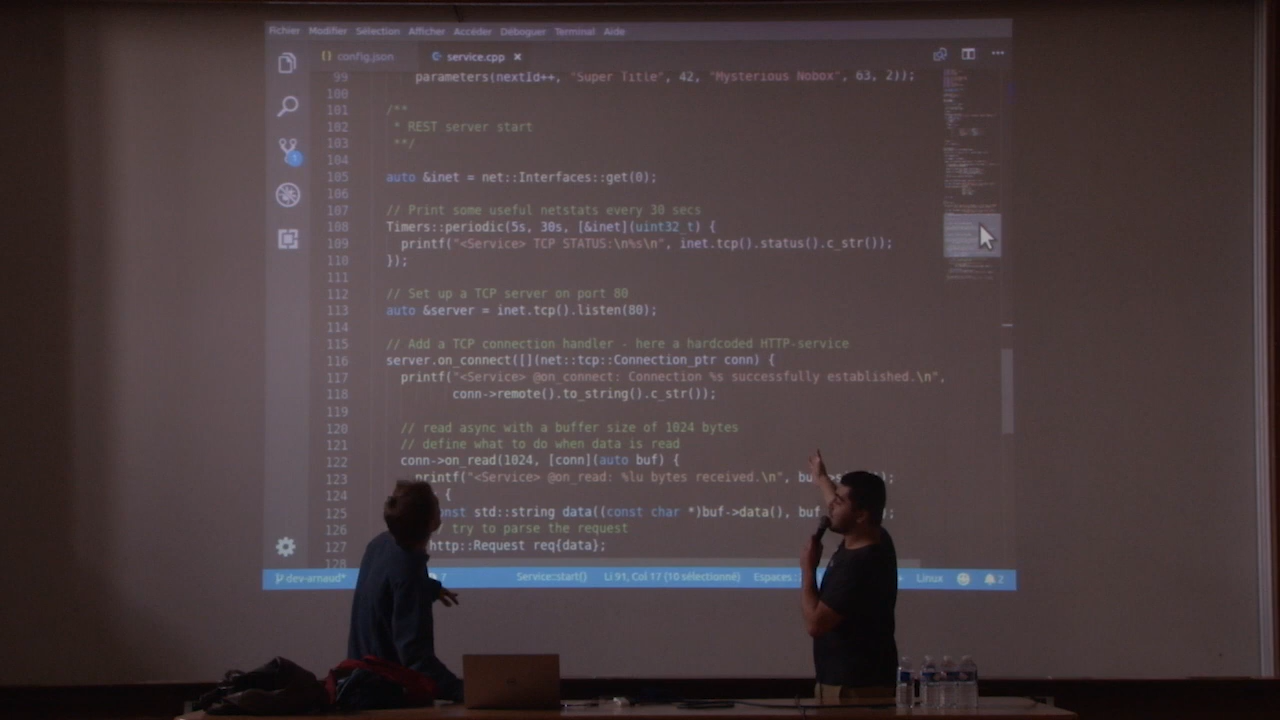 Fichier Modifier Sélection Afficher Accéder Déboguer Terminal Aide
{} config.json service.cpp ×
99 parameters(nextId++, "Super Title", 42, "Mysterious Nobox", 63, 2));
100
101 /**
102 * REST server start
103 **/
104
105 auto &inet = net::Interfaces::get(0);
106
107 // Print some useful netstats every 30 secs
108 Timers::periodic(5s, 30s, [&inet](uint32_t) {
109 printf("<Service> TCP STATUS:\n%s\n", inet.tcp().status().c_str());
110 });
111
112 // Set up a TCP server on port 80
113 auto &server = inet.tcp().listen(80);
114
115 // Add a TCP connection handler - here a hardcoded HTTP-service
116 server.on_connect([](net::tcp::Connection_ptr conn) {
117 printf("<Service> @on_connect: Connection %s successfully established.\n",
118 conn->remote().to_string().c_str());
119
120 // read async with a buffer size of 1024 bytes
121 // define what to do when data is read
122 conn->on_read(1024, [conn](auto buf) {
123 printf("<Service> @on_read: %lu bytes received.\n",
124 {
125 std::string data((const char *)buf->data(),
126 try to parse the request
127 http::Request req{data};
128
dev-arnaud* 7 Service::start() Li 91, Col 17 (10 sélectionné) Espaces : Linux 2